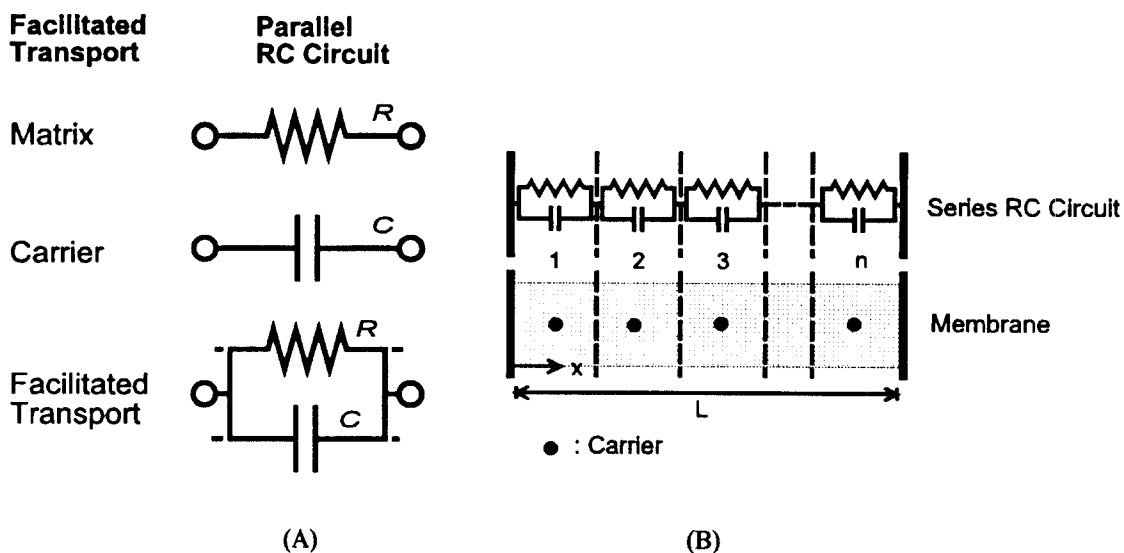 Facilitated
Transport
Parallel
RC Circuit
Matrix
R
Carrier
C
Facilitated
Transport
R
C
(A)
Series RC Circuit
1 2 3 n
Membrane
x
L
● : Carrier
(B)